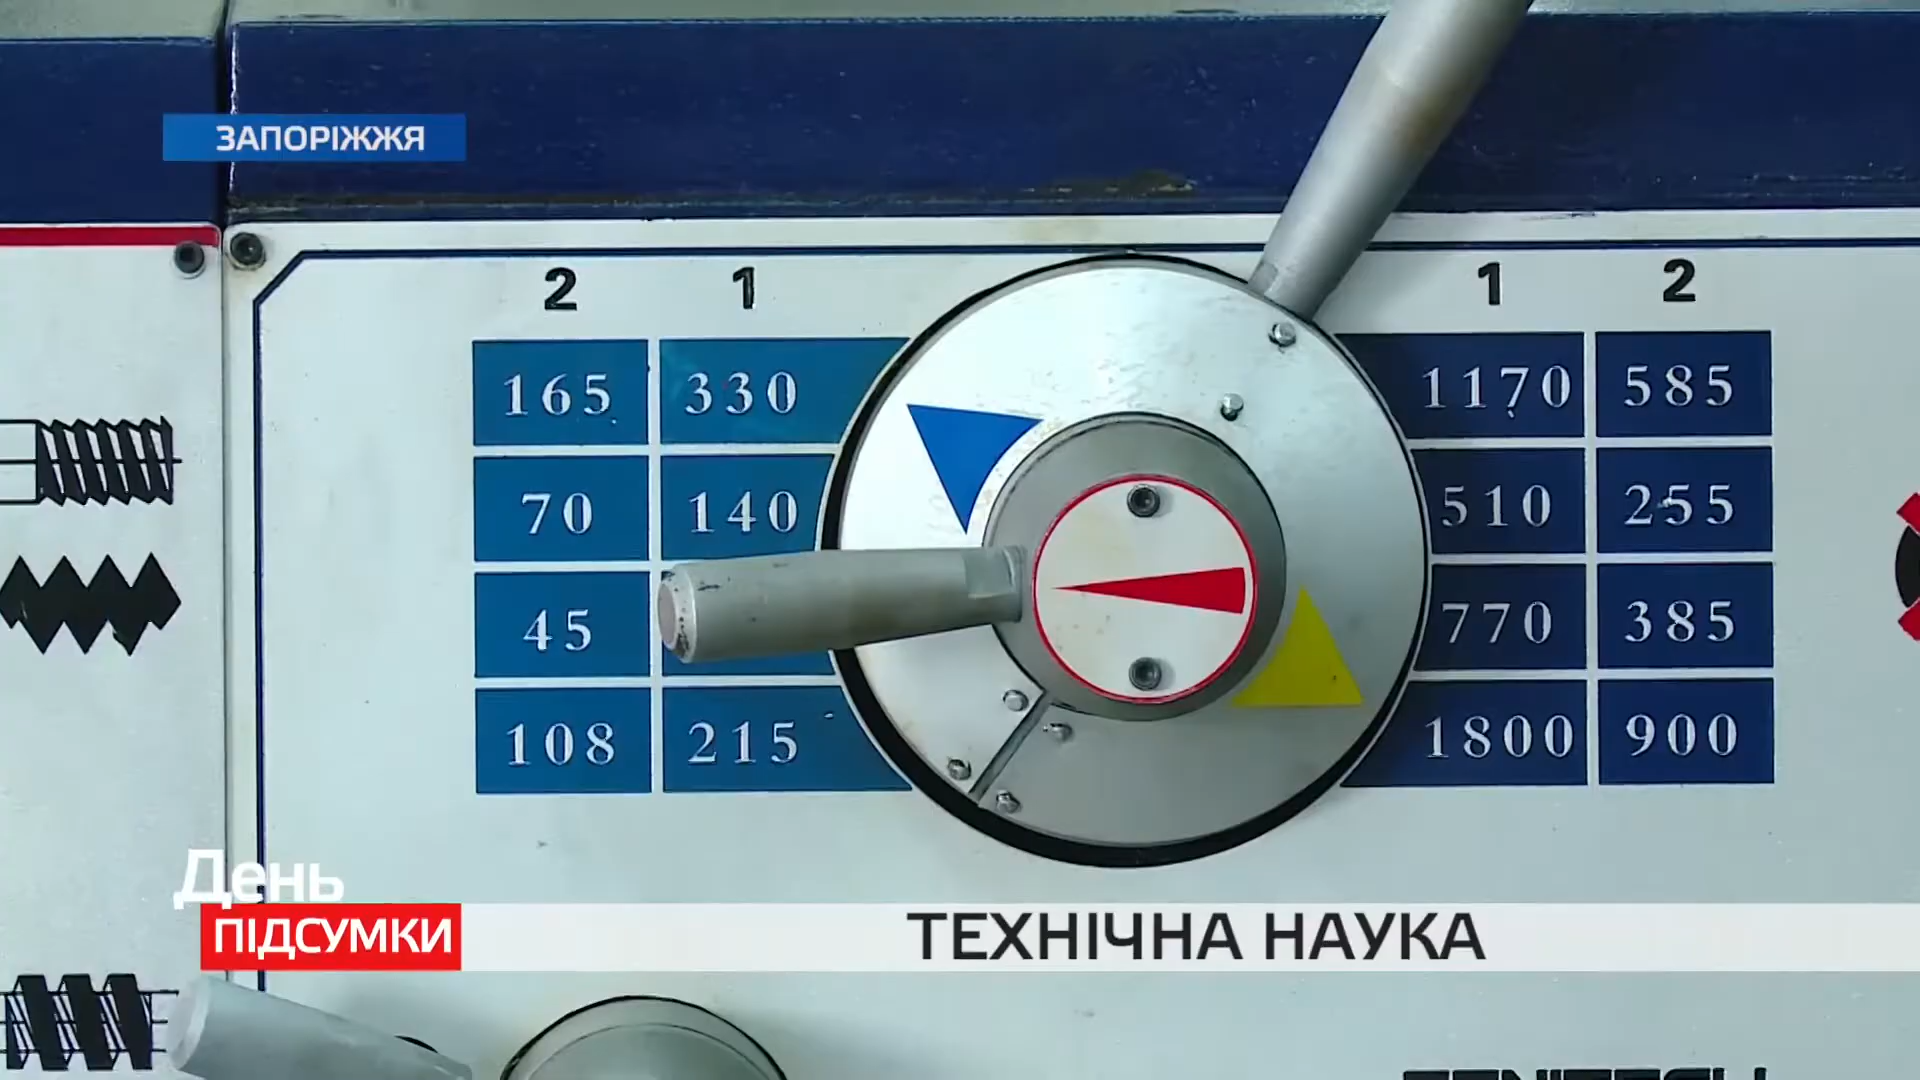 ЗАПОРІЖЖЯ
2 1 1 2
165 330 1170 585
70 140 510 255
45 770 385
108 215 1800 900
День
ПІДСУМКИ
ТЕХНІЧНА НАУКА